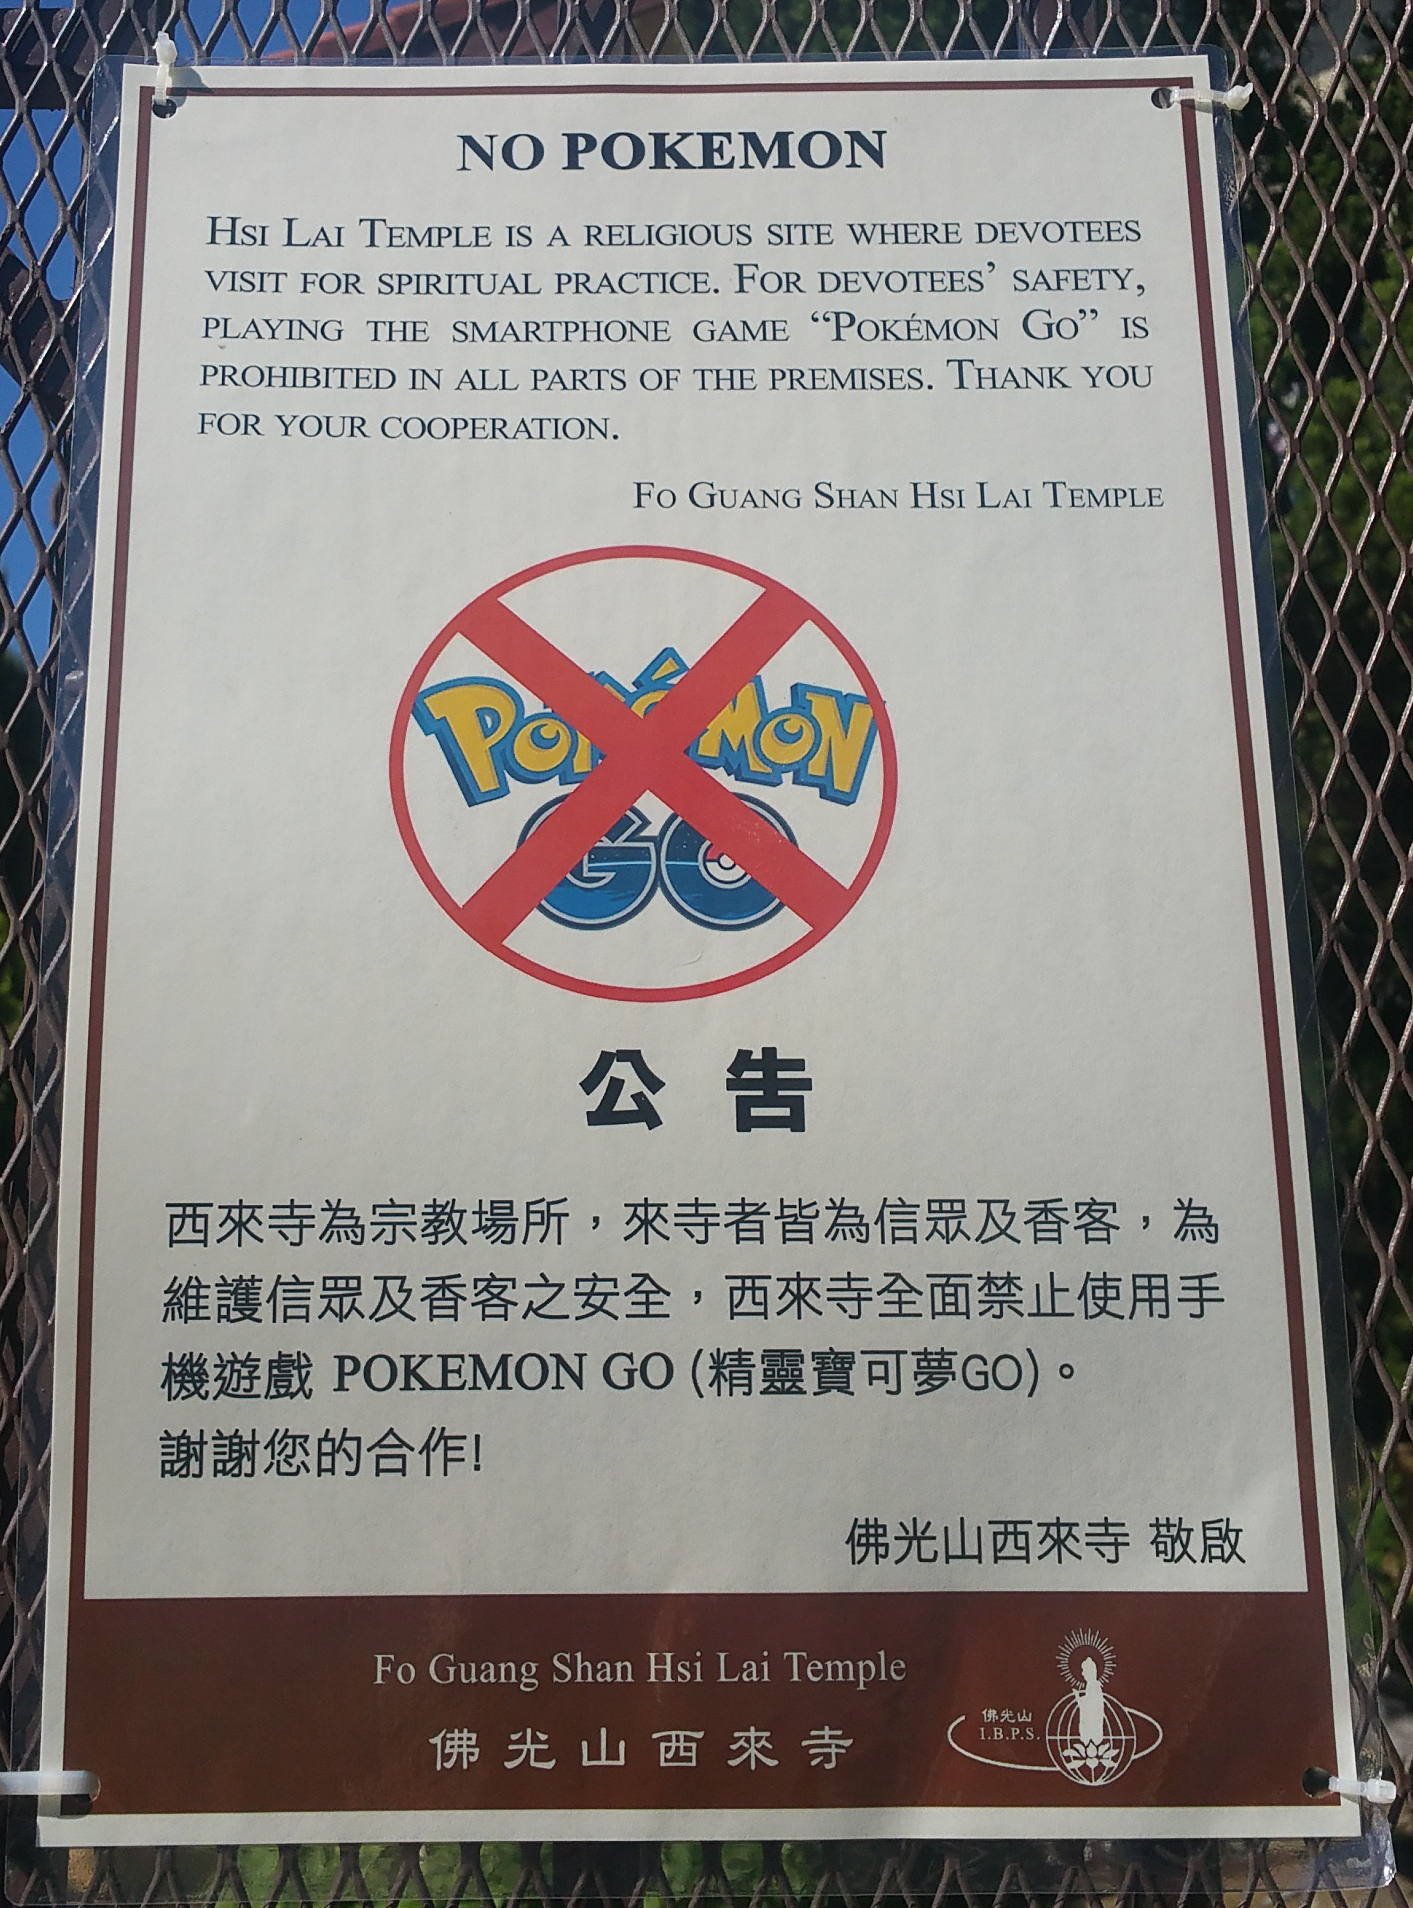 NO POKEMON
HSI LAI TEMPLE IS A RELIGIOUS SITE WHERE DEVOTEES
VISIT FOR SPIRITUAL PRACTICE. FOR DEVOTEES’ SAFETY,
PLAYING THE SMARTPHONE GAME “POKÉMON GO” IS
PROHIBITED IN ALL PARTS OF THE PREMISES. THANK YOU
FOR YOUR COOPERATION.
FO GUANG SHAN HSI LAI TEMPLE
POKÉMON
GO
公告
西來寺為宗教場所，來寺者皆為信眾及香客，為
維護信眾及香客之安全，西來寺全面禁止使用手
機遊戲 POKEMON GO (精靈寶可夢GO)。
謝謝您的合作!
佛光山西來寺 敬啟
Fo Guang Shan Hsi Lai Temple
佛光山西來寺
佛光山
I.B.P.S.